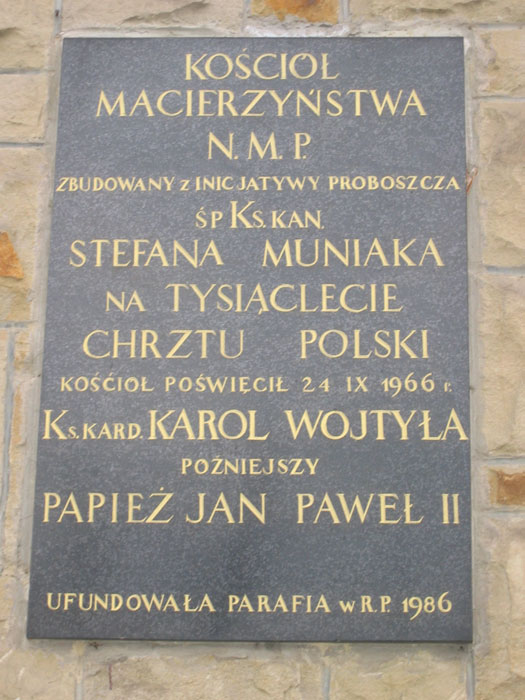 KOŚCIÓŁ
MACIERZYŃSTWA
N. M. P.
ZBUDOWANY z INICJATYWY PROBOSZCZA
ŚP Ks. KAN.
STEFANA MUNIAKA
NA TYSIĄCLECIE
CHRZTU POLSKI
KOŚĆIOŁ POŚWIĘCIŁ 24 IX 1966 r.
Ks. KARD. KAROL WOJTYŁA
POŹNIEJSZY
PAPIEŻ JAN PAWEŁ II
UFUNDOWAŁA PARAFIA w R.P. 1986